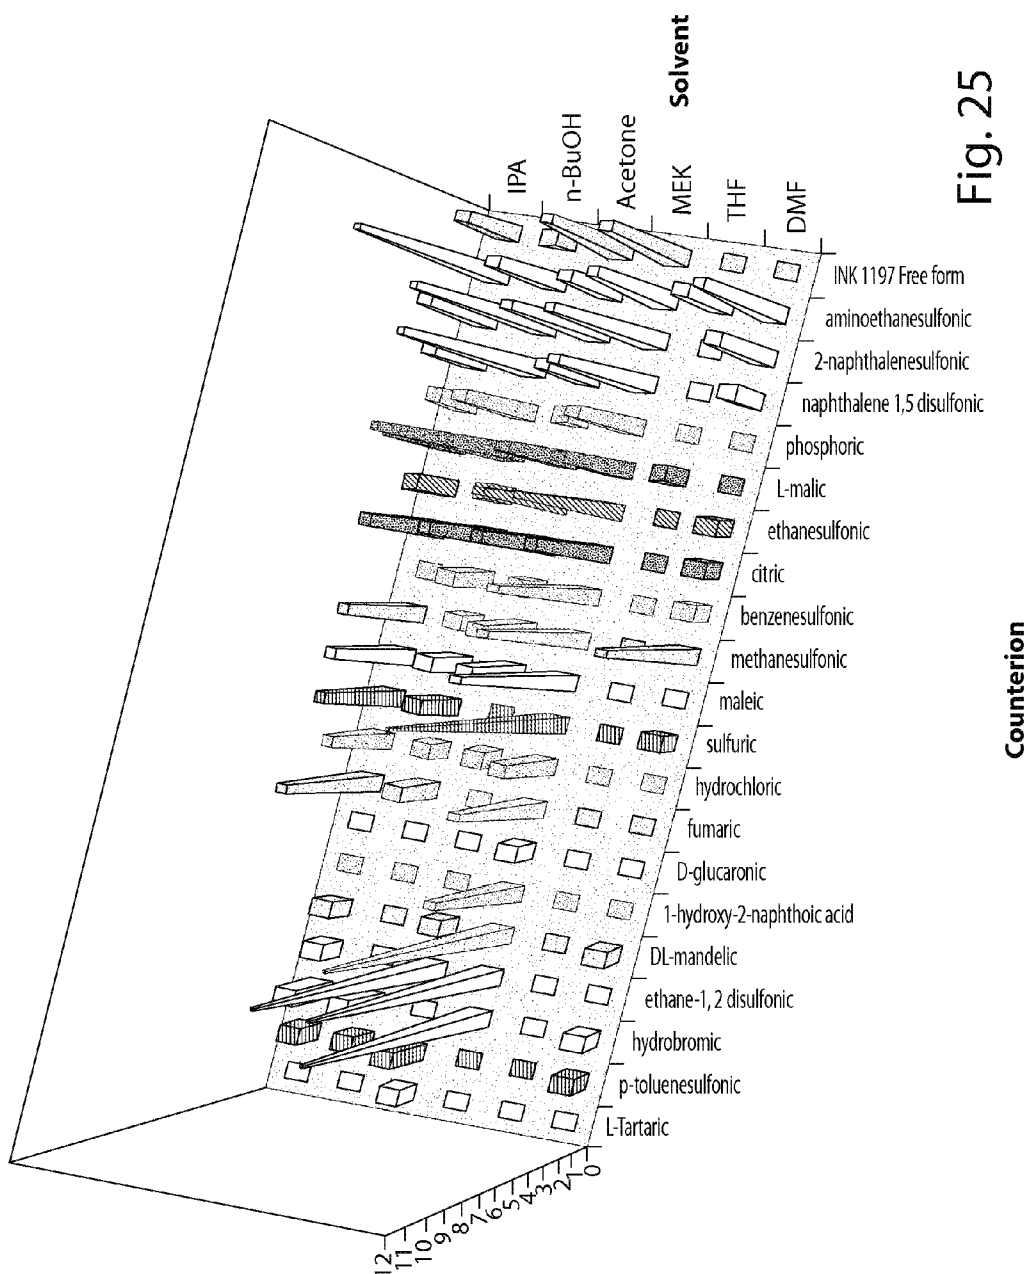 Solvent
IPA
n-BuOH
Acetone
MEK
THF
DMF
Fig. 25
INK 1197 Free form
aminoethanesulfonic
2-naphthalenesulfonic
naphthalene 1,5 disulfonic
phosphoric
L-malic
ethanesulfonic
citric
benzenesulfonic
methanesulfonic
maleic
sulfuric
hydrochloric
fumaric
D-glucaronic
1-hydroxy-2-naphthoic acid
DL-mandelic
ethane-1, 2 disulfonic
hydrobromic
p-toluenesulfonic
L-Tartaric
Counterion
12
11
10
9
8
7
6
5
4
3
2
1
0